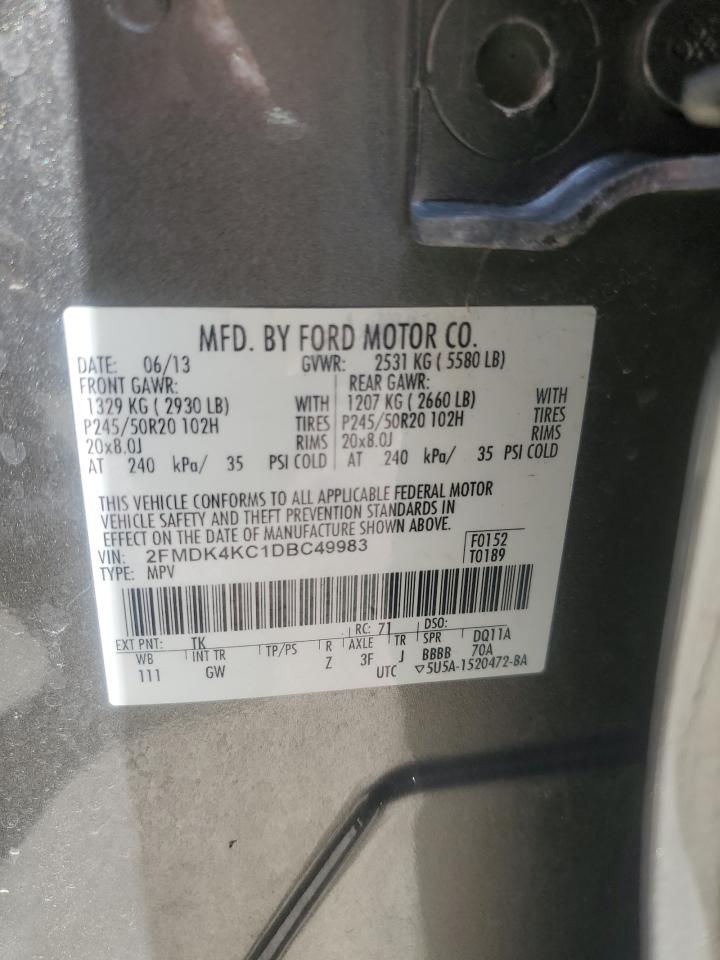 MFD. BY FORD MOTOR CO.
DATE: 06/13 GVWR: 2531 KG ( 5580 LB)
FRONT GAWR: REAR GAWR:
1329 KG ( 2930 LB) WITH 1207 KG ( 2660 LB) WITH
P245/50R20 102H TIRES P245/50R20 102H TIRES
20x8.0J RIMS 20x8.0J RIMS
AT 240 kPa/ 35 PSI COLD AT 240 kPa/ 35 PSI COLD
THIS VEHICLE CONFORMS TO ALL APPLICABLE FEDERAL MOTOR
VEHICLE SAFETY AND THEFT PREVENTION STANDARDS IN
EFFECT ON THE DATE OF MANUFACTURE SHOWN ABOVE.
VIN: 2FMDK4KC1DBC49983 F0152
TYPE: MPV T0189
EXT PNT: TK RC: 71 DSO:
WB INT TR TP/PS R AXLE TR SPR DQ11A
111 GW Z 3F J BBBB 70A
UTC ▽5U5A-1520472-BA